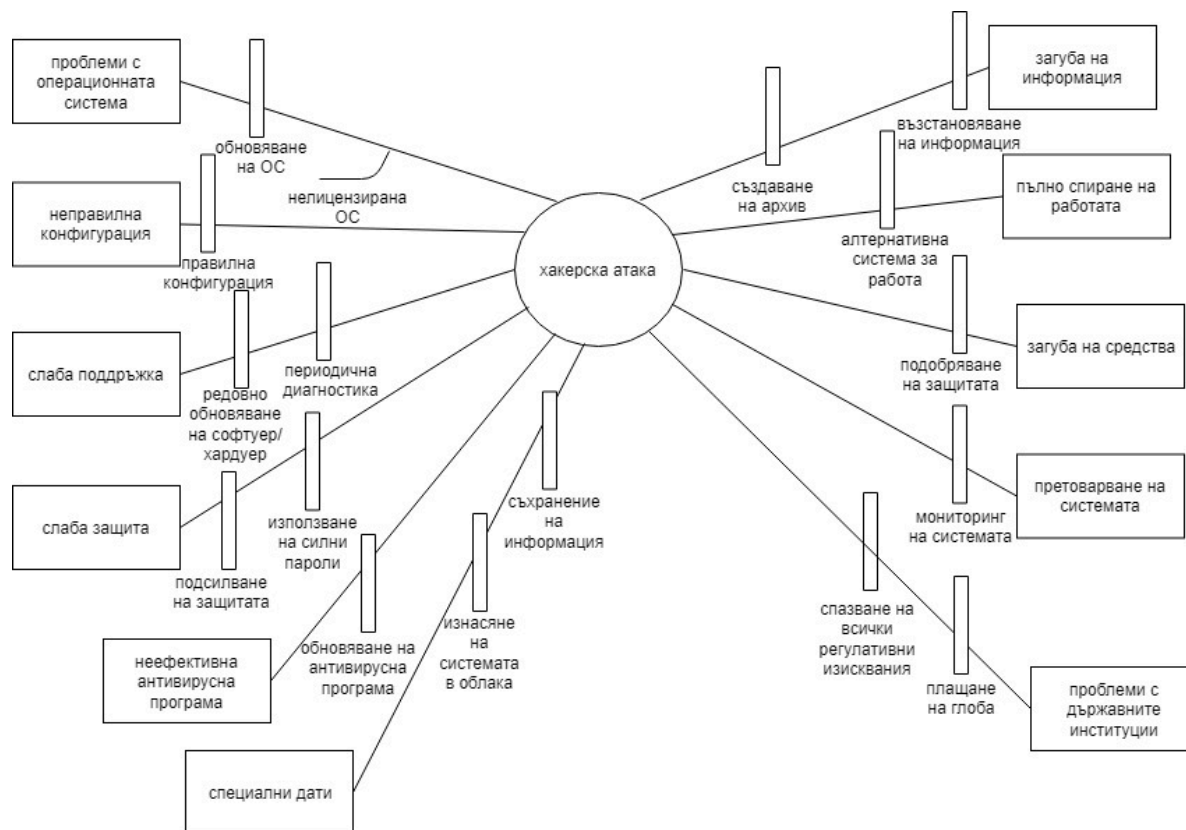 проблеми с
операционната
система
обновяване
на ОС
нелицензирана
ОС
неправилна
конфигурация
правилна
конфигурация
слаба поддръжка
редовно
обновяване
на софтуер/
хардуер
периодична
диагностика
слаба защита
подсилване
на защитата
използване
на силни
пароли
неефективна
антивирусна
програма
обновяване на
антивирусна
програма
специални дати
изнасяне
на
системата
в облака
съхранение
на
информация
хакерска атака
загуба на
информация
създаване
на архив
възстановяване
на информация
пълно спиране на
работата
алтернативна
система за
работа
загуба на средства
подобряване
на защитата
претоварване на
системата
мониторинг
на системата
проблеми с
държавните
институции
спазване на
всички
регулативни
изисквания
плащане
на глоба